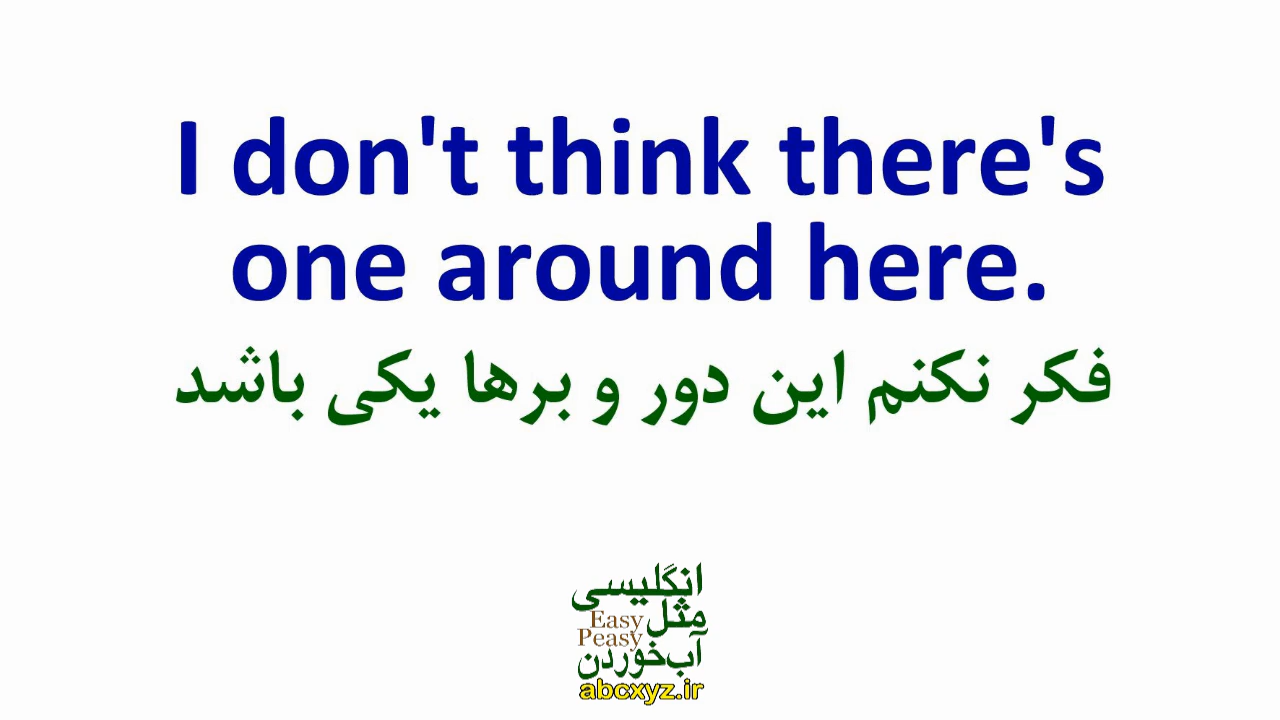 I don't think there's
one around here.
فکر نکنم این دور و برها یکی باشد
انگلیسی
مثل
Easy
Peasy
آب‌خوردن
abcxyz.ir